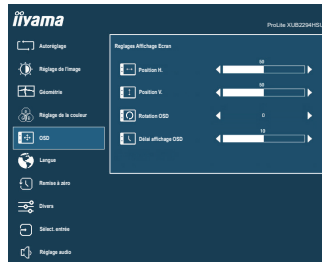 iiyama
ProLite XUB2294HSU
Autoréglage
Réglage de l'image
Géométrie
Réglage de la couleur
OSD
Langue
Remise à zéro
Divers
Sélect. entrée
Réglage audio
Reglages Affichage Ecran
Position H.
50
Position V.
50
Rotation OSD
0
Délai affichage OSD
10